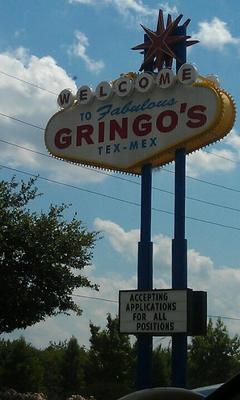 WELCOME
TO Fabulous
GRINGO'S
TEX-MEX
ACCEPTING
APPLICATIONS
FOR ALL
POSITIONS